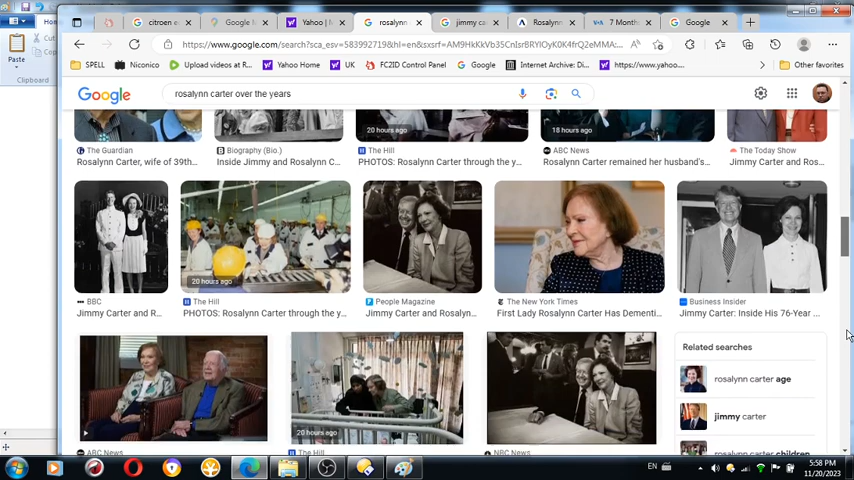 citroen e
Google M
Yahoo | M
rosalynn
jimmy ca
Rosalynn
7 Month
Google
https://www.google.com/search?sca_esv=583992719&hl=en&sxsrf=
SPELL
Niconico
Upload videos at R...
Yahoo Home
UK
FC2ID Control Panel
Google
Internet Archive: Di...
https://www.yahoo....
Other favorites
Paste
Clipboard
Google
rosalynn carter over the years
20 hours ago
18 hours ago
The Guardian
Biography (Bio.)
The Hill
ABC News
The Today Show
Rosalynn Carter, wife of 39th...
Inside Jimmy and Rosalynn C...
PHOTOS: Rosalynn Carter through the y...
Rosalynn Carter remained her husband's...
Jimmy Carter and Ros...
20 hours ago
BBC
The Hill
People Magazine
The New York Times
Business Insider
Jimmy Carter and R...
PHOTOS: Rosalynn Carter through the y...
Jimmy Carter and Rosalyn...
First Lady Rosalynn Carter Has Dementi...
Jimmy Carter: Inside His 76-Year ...
Related searches
rosalynn carter age
jimmy carter
rosalynn carter children
20 hours ago
ABC News
The Hill
NBC News
EN
5:58 PM
11/20/2023